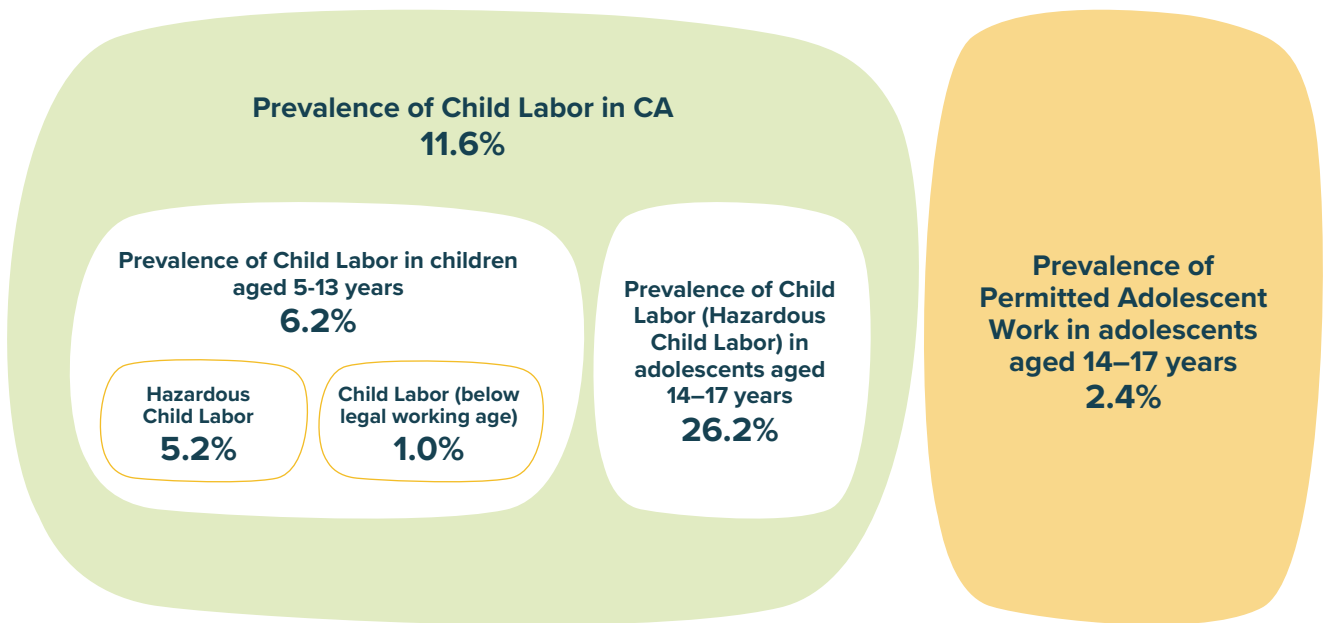 Prevalence of Child Labor in CA
11.6%
Prevalence of Child Labor in children
aged 5-13 years
6.2%
Hazardous
Child Labor
5.2%
Child Labor (below
legal working age)
1.0%
Prevalence of Child
Labor (Hazardous
Child Labor) in
adolescents aged
14–17 years
26.2%
Prevalence of
Permitted Adolescent
Work in adolescents
aged 14–17 years
2.4%